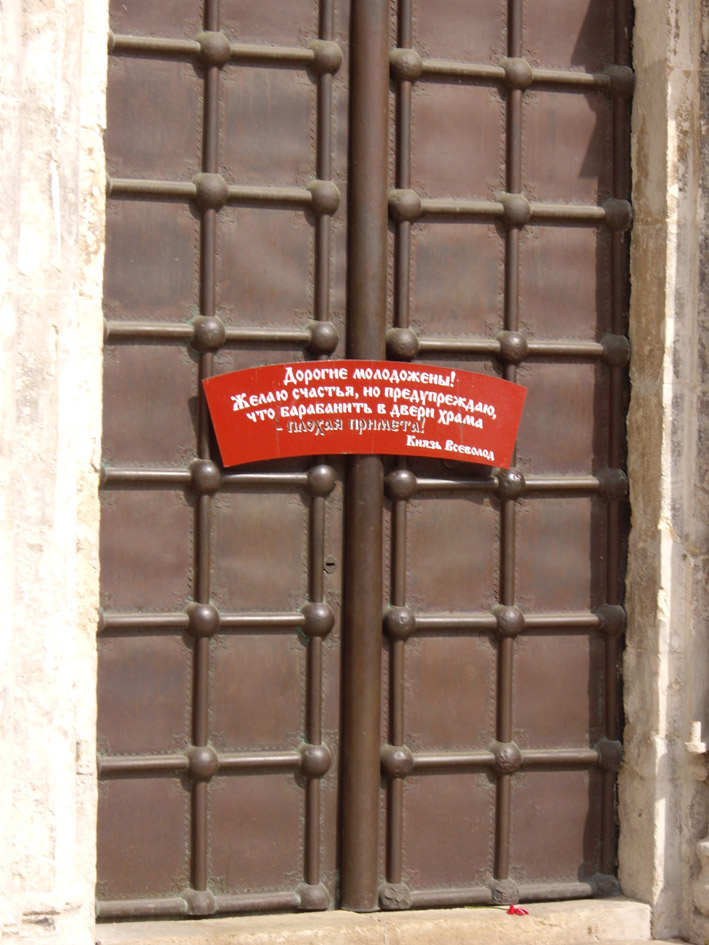 Дорогие молодожены!
Желаю счастья, но предупреждаю,
что барабанить в двери храма
- плохая примета!
Князь Всеволод